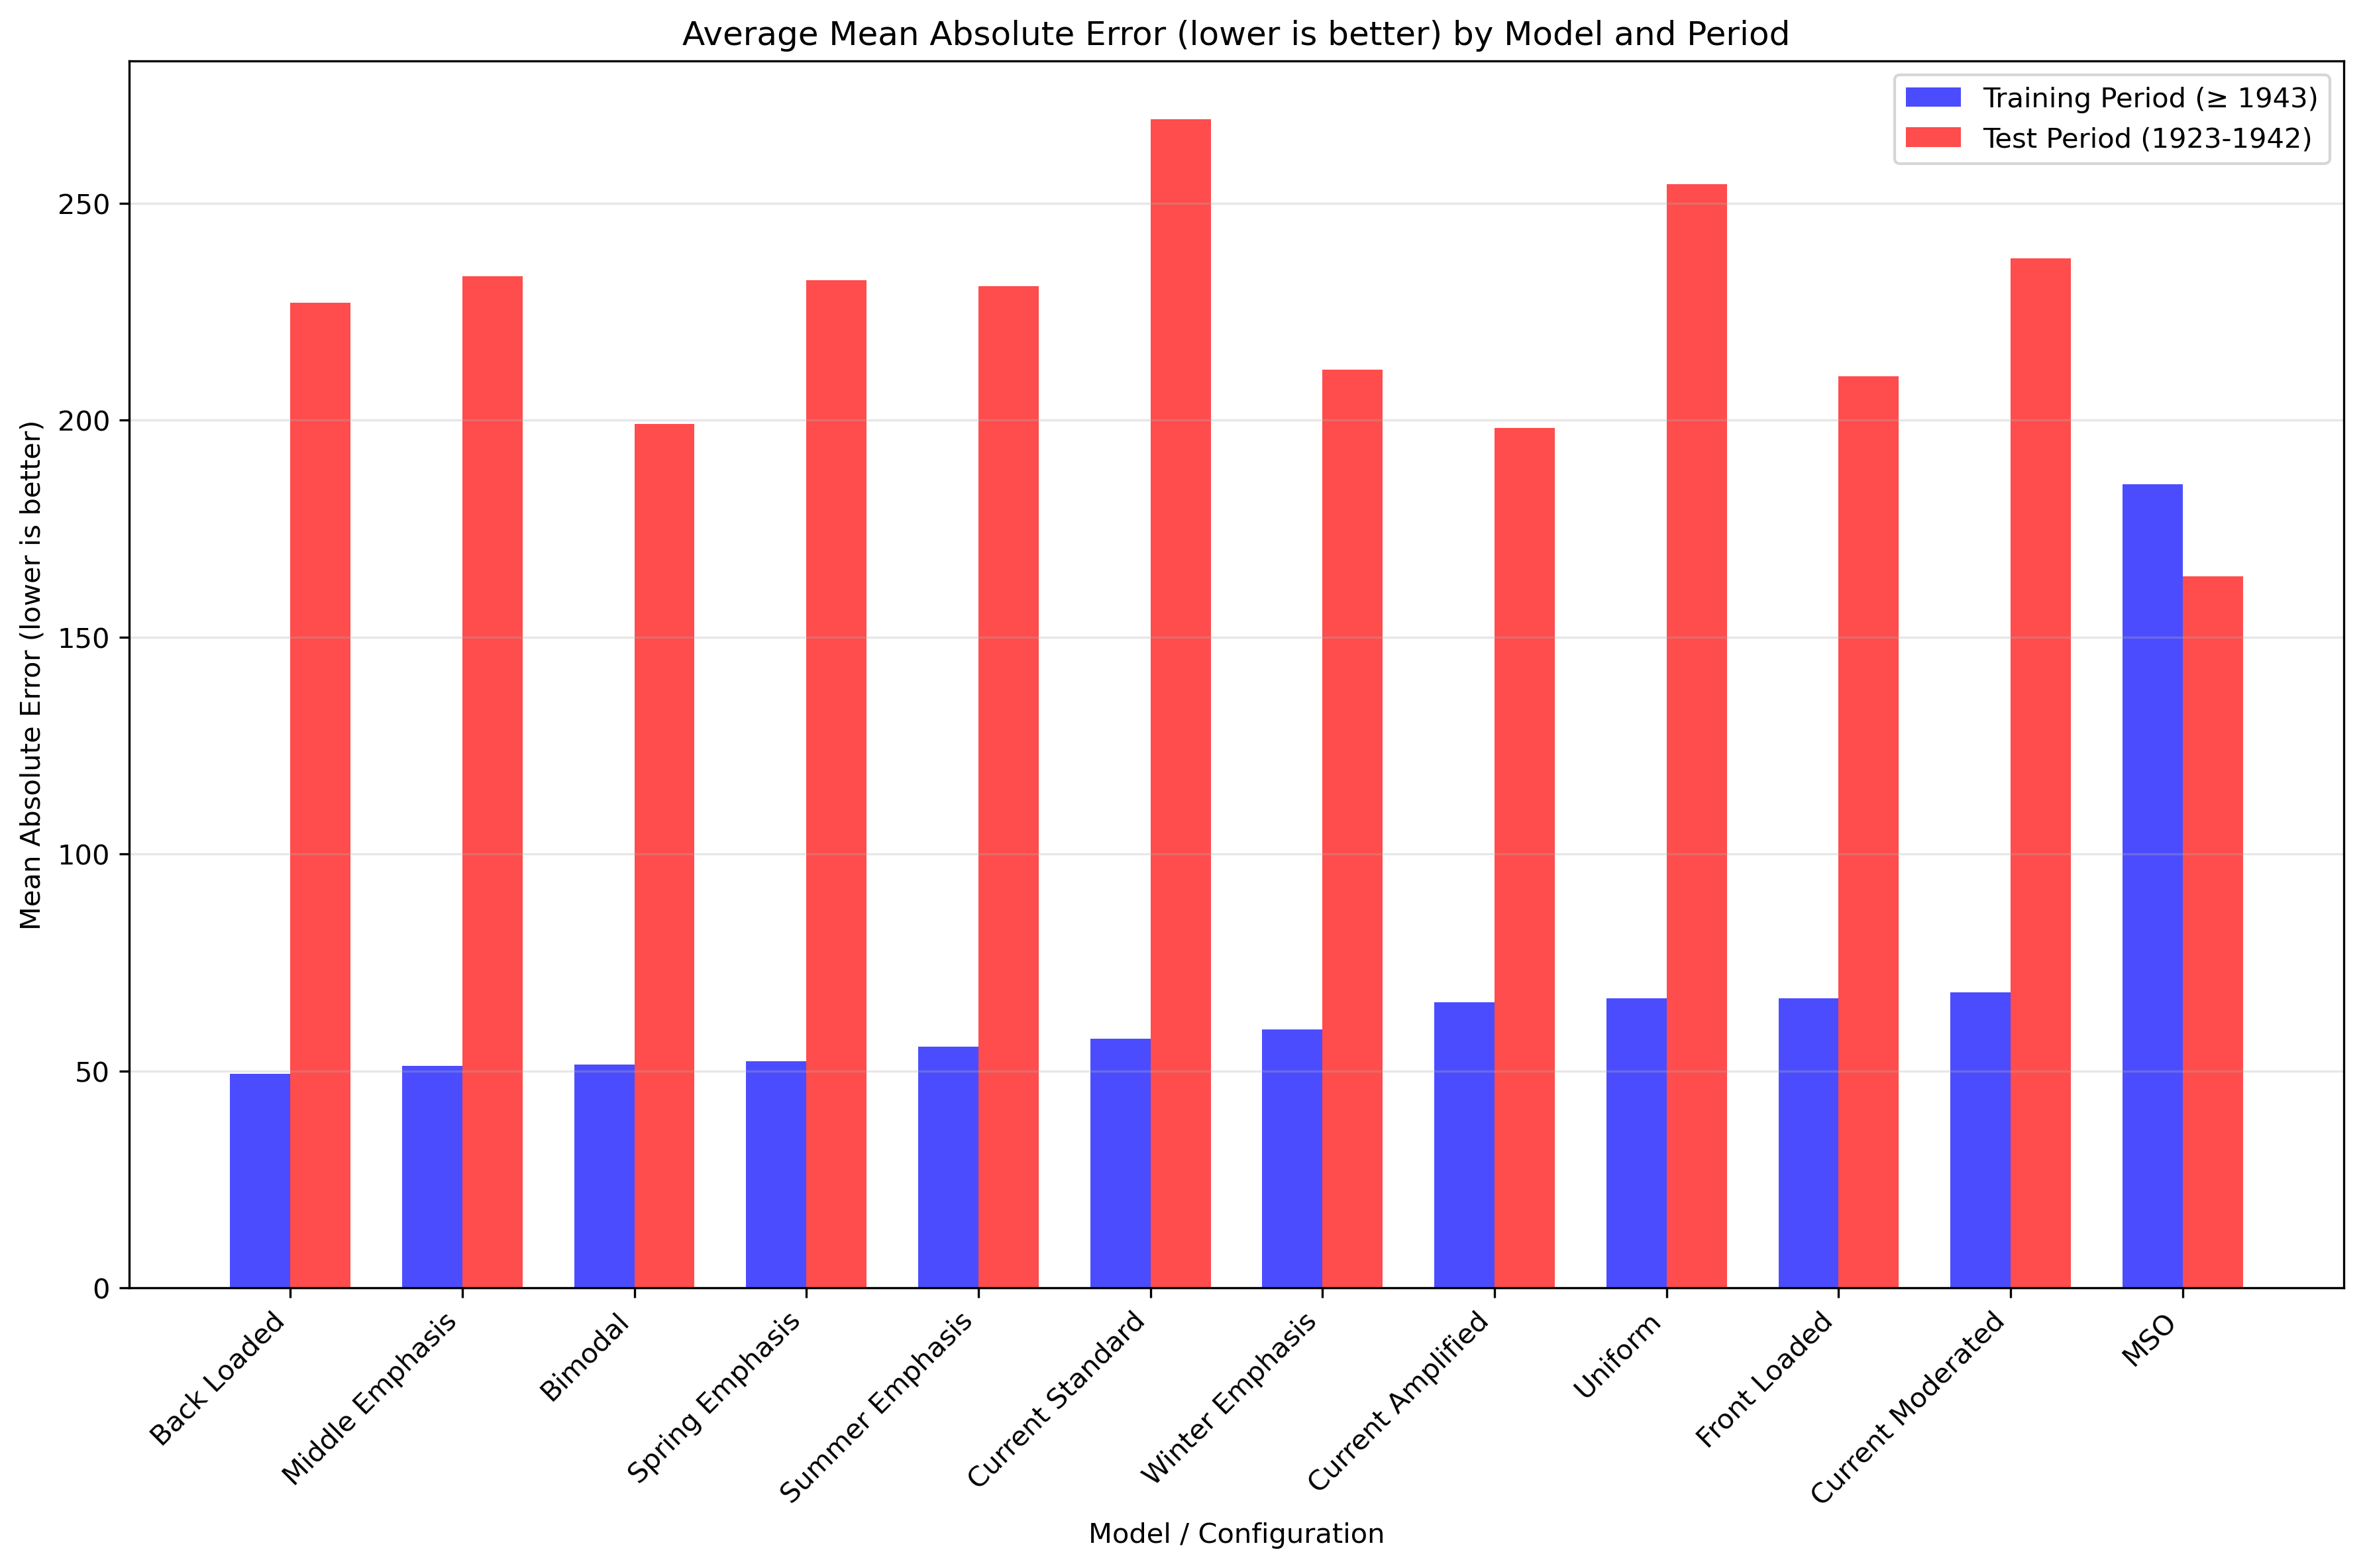 Average Mean Absolute Error (lower is better) by Model and Period
Training Period (≥ 1943)
Test Period (1923-1942)
Mean Absolute Error (lower is better)
250
200
150
100
50
0
Back Loaded
Middle Emphasis
Bimodal
Spring Emphasis
Summer Emphasis
Current Standard
Winter Emphasis
Current Amplified
Uniform
Front Loaded
Current Moderated
MSO
Model / Configuration